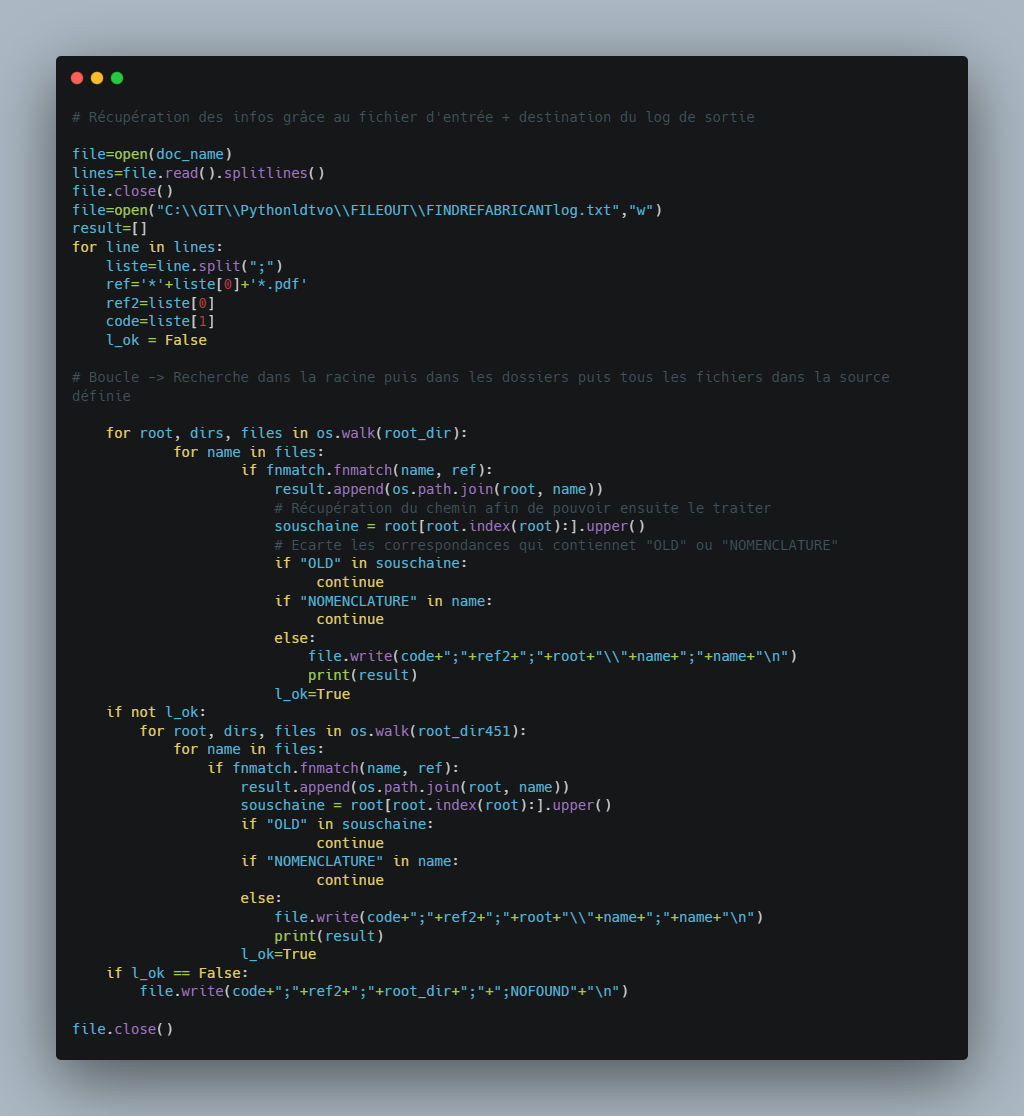 # Récupération des infos grâce au fichier d'entrée + destination du log de sortie

file=open(doc_name)
lines=file.read().splitlines()
file.close()
file=open("C:\\GIT\\Pythonldtvo\\FILEOUT\\FINDREFABRICANTlog.txt","w")
result=[]
for line in lines:
    liste=line.split(";")
    ref='*'+liste[0]+'*.pdf'
    ref2=liste[0]
    code=liste[1]
    l_ok = False

# Boucle -> Recherche dans la racine puis dans les dossiers puis tous les fichiers dans la source
définie

    for root, dirs, files in os.walk(root_dir):
            for name in files:
                    if fnmatch.fnmatch(name, ref):
                        result.append(os.path.join(root, name))
                        # Récupération du chemin afin de pouvoir ensuite le traiter
                        souschaine = root[root.index(root):].upper()
                        # Ecarte les correspondances qui contiennet "OLD" ou "NOMENCLATURE"
                        if "OLD" in souschaine:
                             continue
                        if "NOMENCLATURE" in name:
                             continue
                        else:
                            file.write(code+";"+ref2+";"+root+"\\"+name+";"+name+"\n")
                            print(result)
                        l_ok=True
    if not l_ok:
        for root, dirs, files in os.walk(root_dir451):
            for name in files:
                if fnmatch.fnmatch(name, ref):
                    result.append(os.path.join(root, name))
                    souschaine = root[root.index(root):].upper()
                    if "OLD" in souschaine:
                             continue
                    if "NOMENCLATURE" in name:
                             continue
                    else:
                        file.write(code+";"+ref2+";"+root+"\\"+name+";"+name+"\n")
                        print(result)
                    l_ok=True
    if l_ok == False:
        file.write(code+";"+ref2+";"+root_dir+";"+";NOFOUND"+"\n")

file.close()